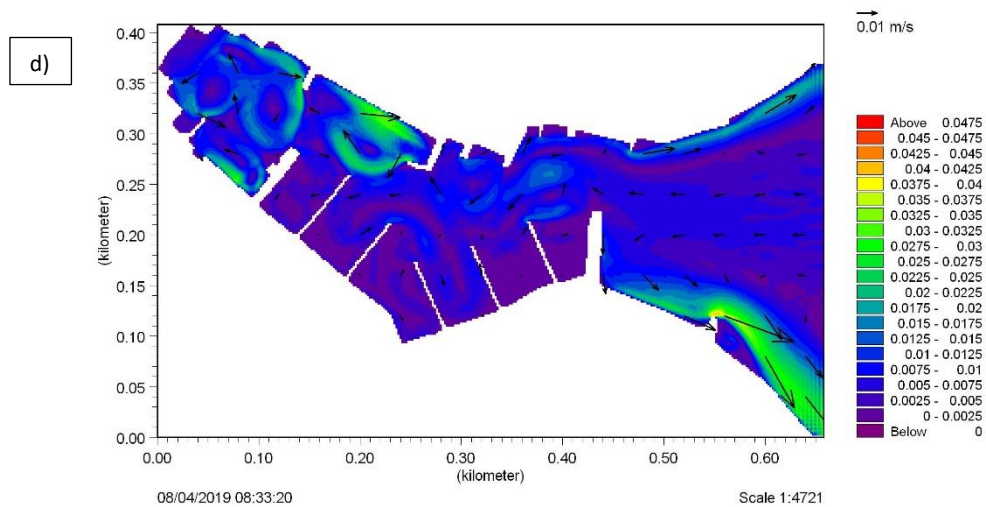 d)
0.01 m/s
0.40
0.35
0.30
0.25
0.20
0.15
0.10
0.05
0.00
(kilometer)
0.00
0.10
0.20
0.30
0.40
0.50
0.60
(kilometer)
Above 0.0475
0.045 - 0.0475
0.0425 - 0.045
0.04 - 0.0425
0.0375 - 0.04
0.035 - 0.0375
0.0325 - 0.035
0.03 - 0.0325
0.0275 - 0.03
0.025 - 0.0275
0.0225 - 0.025
0.02 - 0.0225
0.0175 - 0.02
0.015 - 0.0175
0.0125 - 0.015
0.01 - 0.0125
0.0075 - 0.01
0.005 - 0.0075
0.0025 - 0.005
0 - 0.0025
Below 0
08/04/2019 08:33:20
Scale 1:4721